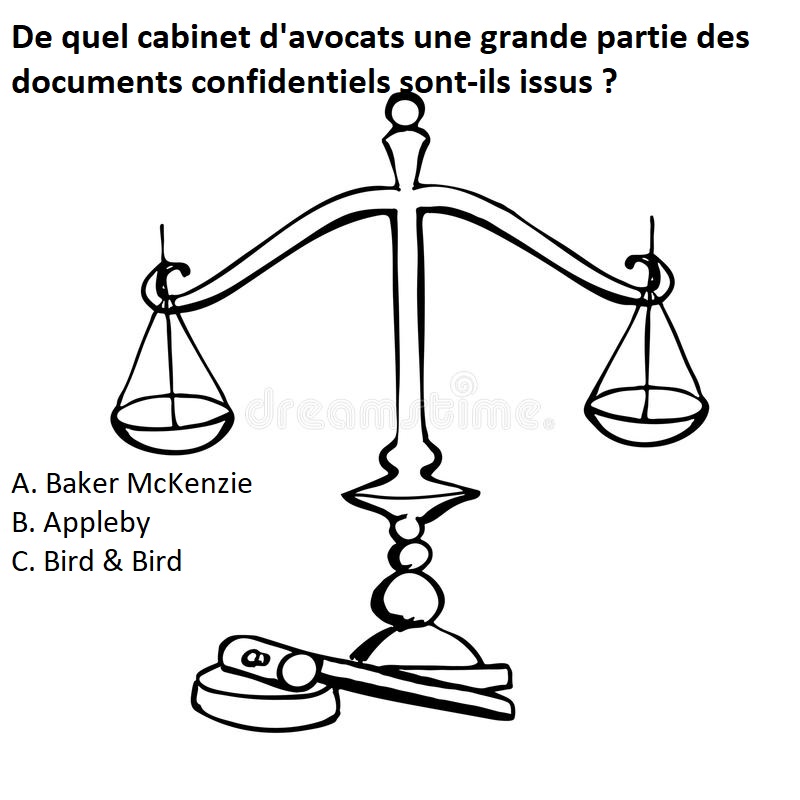 De quel cabinet d'avocats une grande partie des
documents confidentiels sont-ils issus ?
dreamstime.
A. Baker McKenzie
B. Appleby
C. Bird & Bird